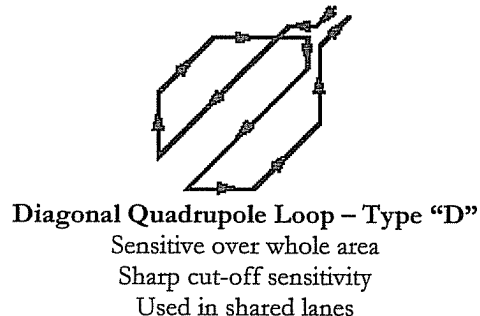 Diagonal Quadrupole Loop – Type “D”
Sensitive over whole area
Sharp cut-off sensitivity
Used in shared lanes